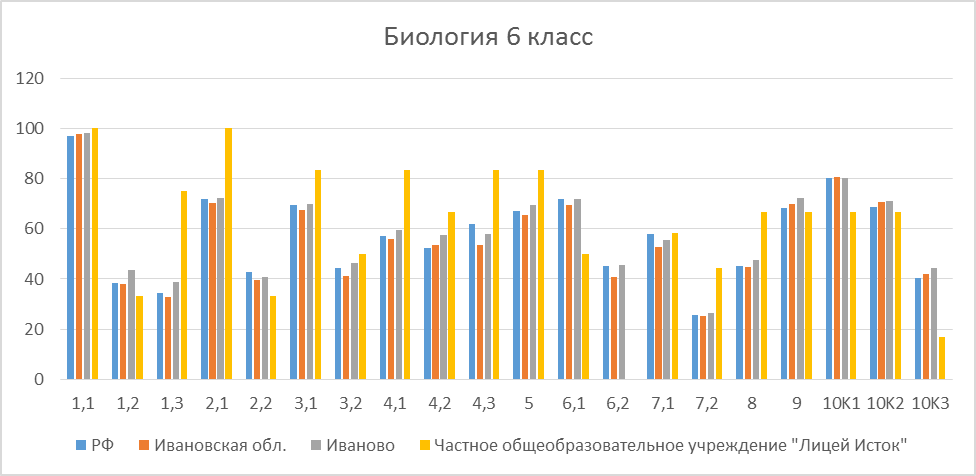 Биология 6 класс
120
100
80
60
40
20
0
1,1 1,2 1,3 2,1 2,2 3,1 3,2 4,1 4,2 4,3 5 6,1 6,2 7,1 7,2 8 9 10К1 10К2 10К3
РФ Ивановская обл. Иваново Частное общеобразовательное учреждение "Лицей Исток"